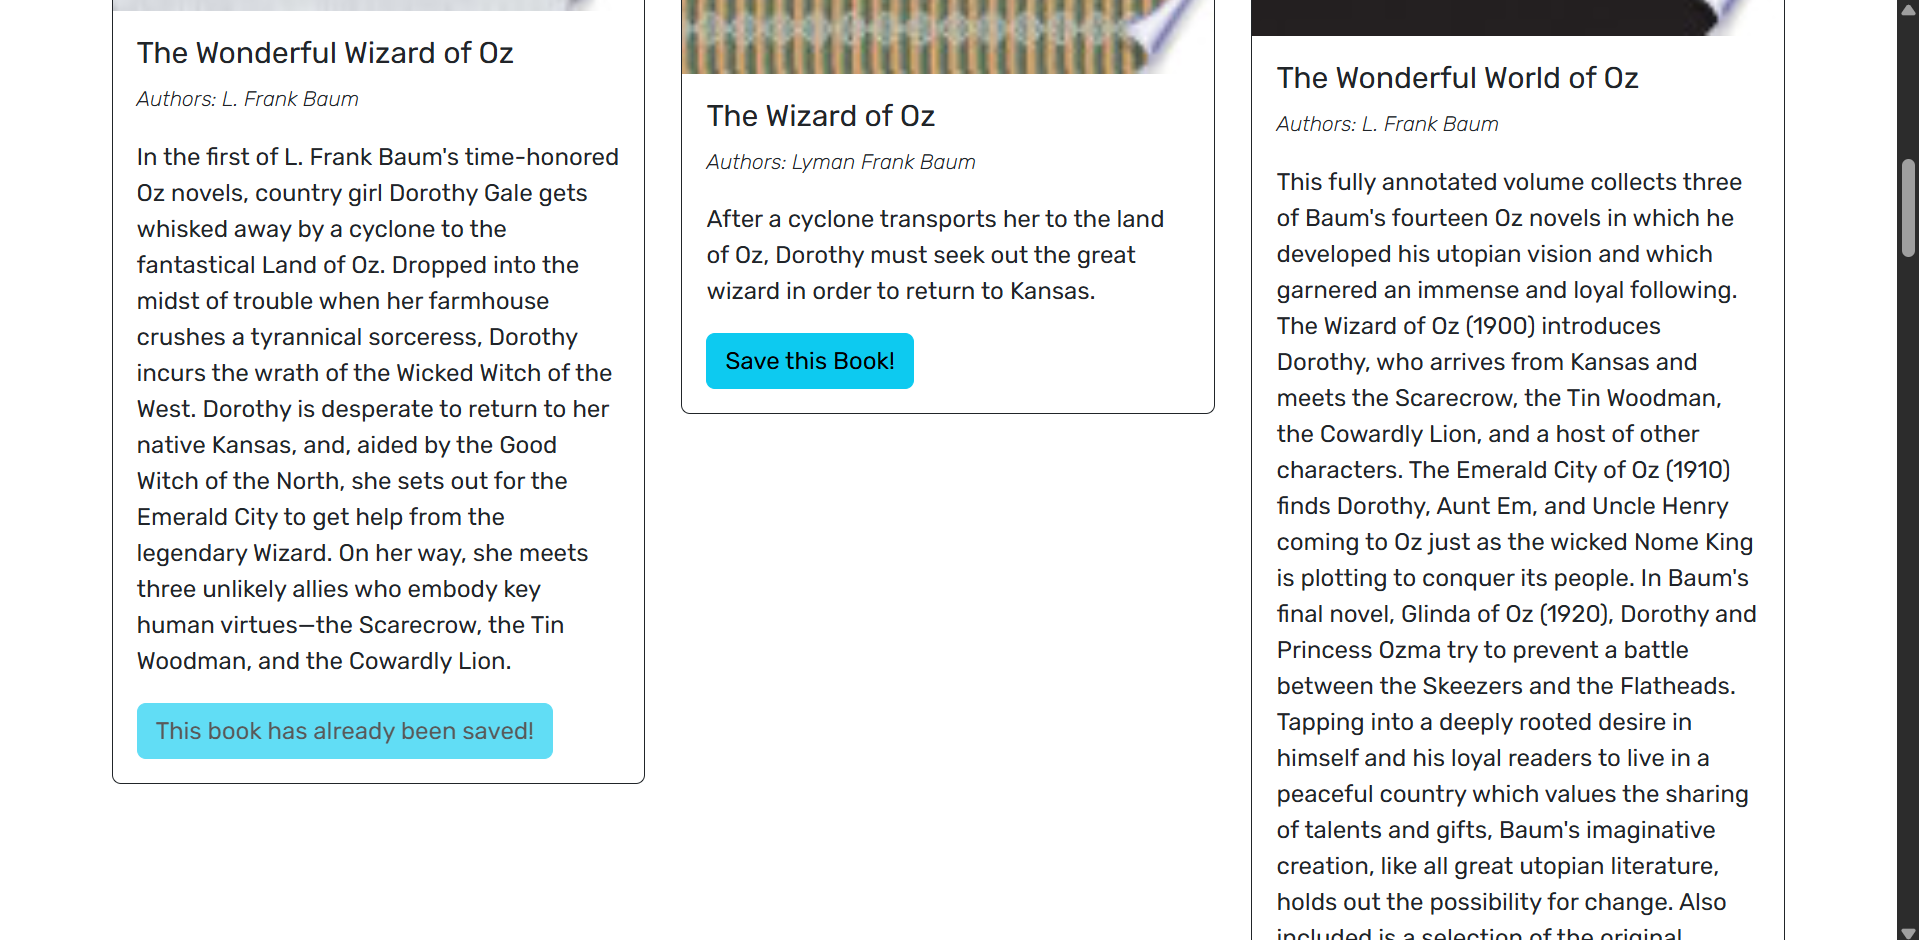 The Wonderful Wizard of Oz
Authors: L. Frank Baum
In the first of L. Frank Baum's time-honored
Oz novels, country girl Dorothy Gale gets
whisked away by a cyclone to the
fantastical Land of Oz. Dropped into the
midst of trouble when her farmhouse
crushes a tyrannical sorceress, Dorothy
incurs the wrath of the Wicked Witch of the
West. Dorothy is desperate to return to her
native Kansas, and, aided by the Good
Witch of the North, she sets out for the
Emerald City to get help from the
legendary Wizard. On her way, she meets
three unlikely allies who embody key
human virtues—the Scarecrow, the Tin
Woodman, and the Cowardly Lion.
This book has already been saved!
The Wizard of Oz
Authors: Lyman Frank Baum
After a cyclone transports her to the land
of Oz, Dorothy must seek out the great
wizard in order to return to Kansas.
Save this Book!
The Wonderful World of Oz
Authors: L. Frank Baum
This fully annotated volume collects three
of Baum's fourteen Oz novels in which he
developed his utopian vision and which
garnered an immense and loyal following.
The Wizard of Oz (1900) introduces
Dorothy, who arrives from Kansas and
meets the Scarecrow, the Tin Woodman,
the Cowardly Lion, and a host of other
characters. The Emerald City of Oz (1910)
finds Dorothy, Aunt Em, and Uncle Henry
coming to Oz just as the wicked Nome King
is plotting to conquer its people. In Baum's
final novel, Glinda of Oz (1920), Dorothy and
Princess Ozma try to prevent a battle
between the Skeezers and the Flatheads.
Tapping into a deeply rooted desire in
himself and his loyal readers to live in a
peaceful country which values the sharing
of talents and gifts, Baum's imaginative
creation, like all great utopian literature,
holds out the possibility for change. Also
included is a selection of the original